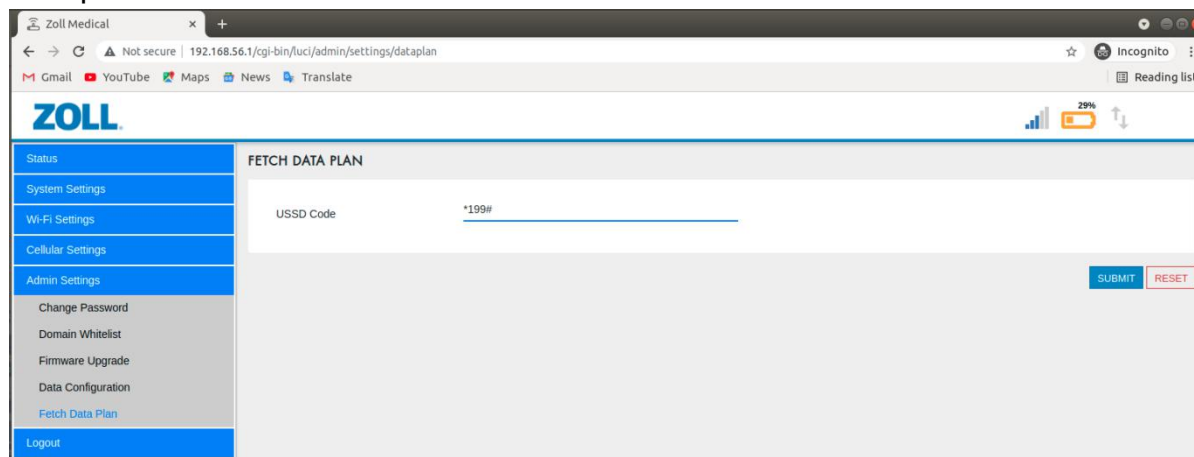 Zoll Medical
Not secure | 192.168.56.1/cgi-bin/luci/admin/settings/dataplan
Incognito
Gmail YouTube Maps News Translate
Reading list
ZOLL.
29%
Status
FETCH DATA PLAN
System Settings
Wi-Fi Settings
USSD Code *199#
Cellular Settings
Admin Settings
SUBMIT RESET
Change Password
Domain Whitelist
Firmware Upgrade
Data Configuration
Fetch Data Plan
Logout